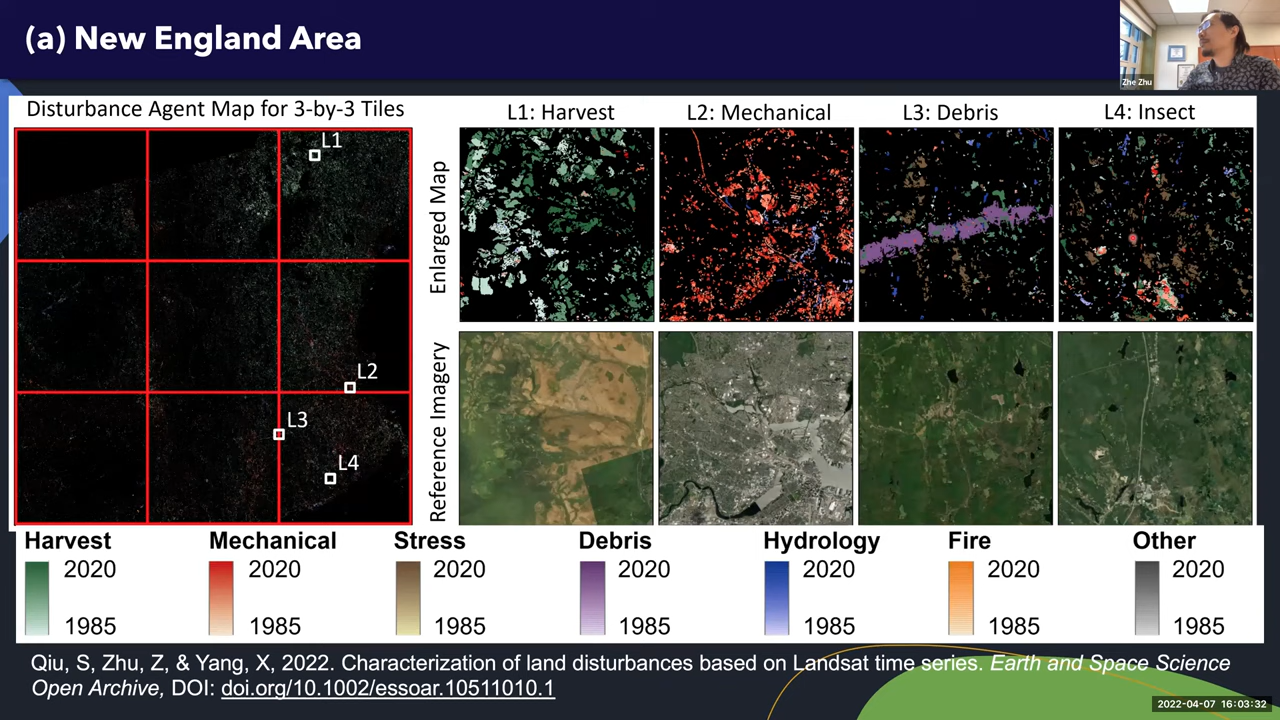 (a) New England Area
Zhe Zhu
Disturbance Agent Map for 3-by-3 Tiles
L1: Harvest
L2: Mechanical
L3: Debris
L4: Insect
L1
L2
L3
L4
Enlarged Map
Reference Imagery
Harvest
2020
1985
Mechanical
2020
1985
Stress
2020
1985
Debris
2020
1985
Hydrology
2020
1985
Fire
2020
1985
Other
2020
1985
Qiu, S, Zhu, Z, & Yang, X, 2022. Characterization of land disturbances based on Landsat time series. Earth and Space Science
Open Archive, DOI: doi.org/10.1002/essoar.10511010.1
2022-04-07 16:03:32